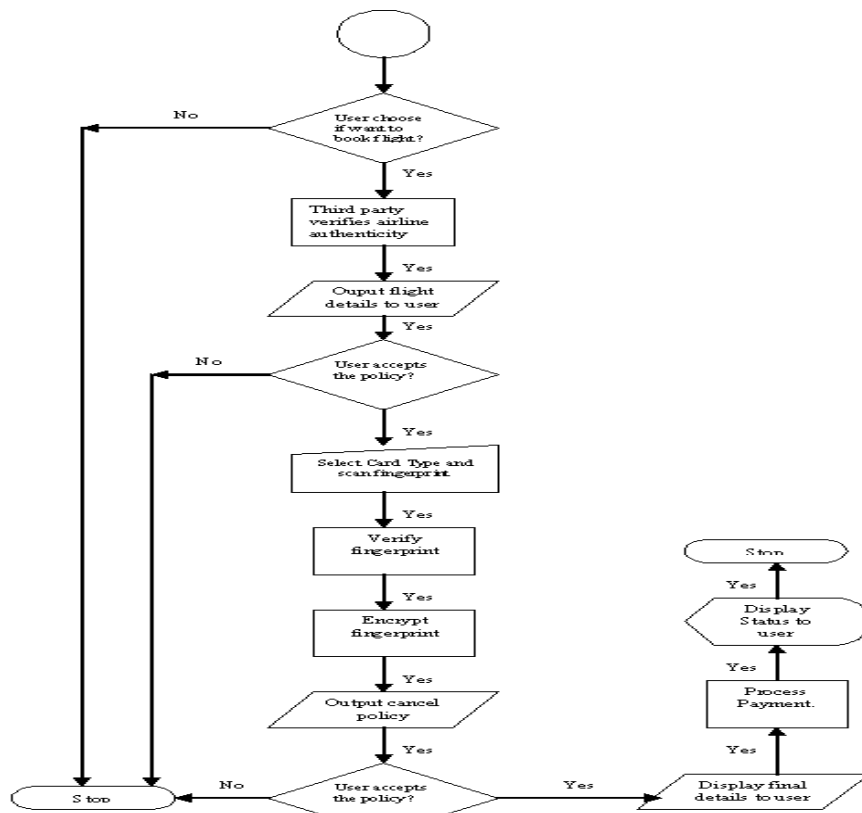 No
User choose
if want to
book flight?
Yes
Third party
verifies airline
authenticity
Yes
Ouput flight
details to user
Yes
No
User accepts
the policy?
Yes
Select Card Type and
scan fingerprint
Yes
Verify
fingerprint
Yes
Encrypt
fingerprint
Yes
Output cancel
policy
Yes
No
User accepts
the policy?
Stop
Yes
Display final
details to user
Yes
Process
Payment.
Yes
Display
Status to
user
Yes
Stop